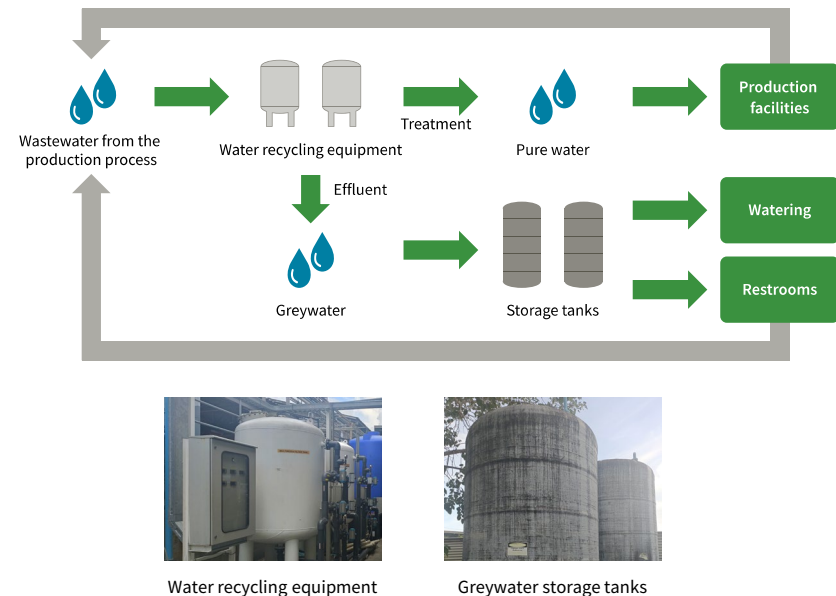 Wastewater from the
production process
Water recycling equipment
Treatment
Pure water
Production
facilities
Effluent
Greywater
Storage tanks
Watering
Restrooms
Water recycling equipment
Greywater storage tanks